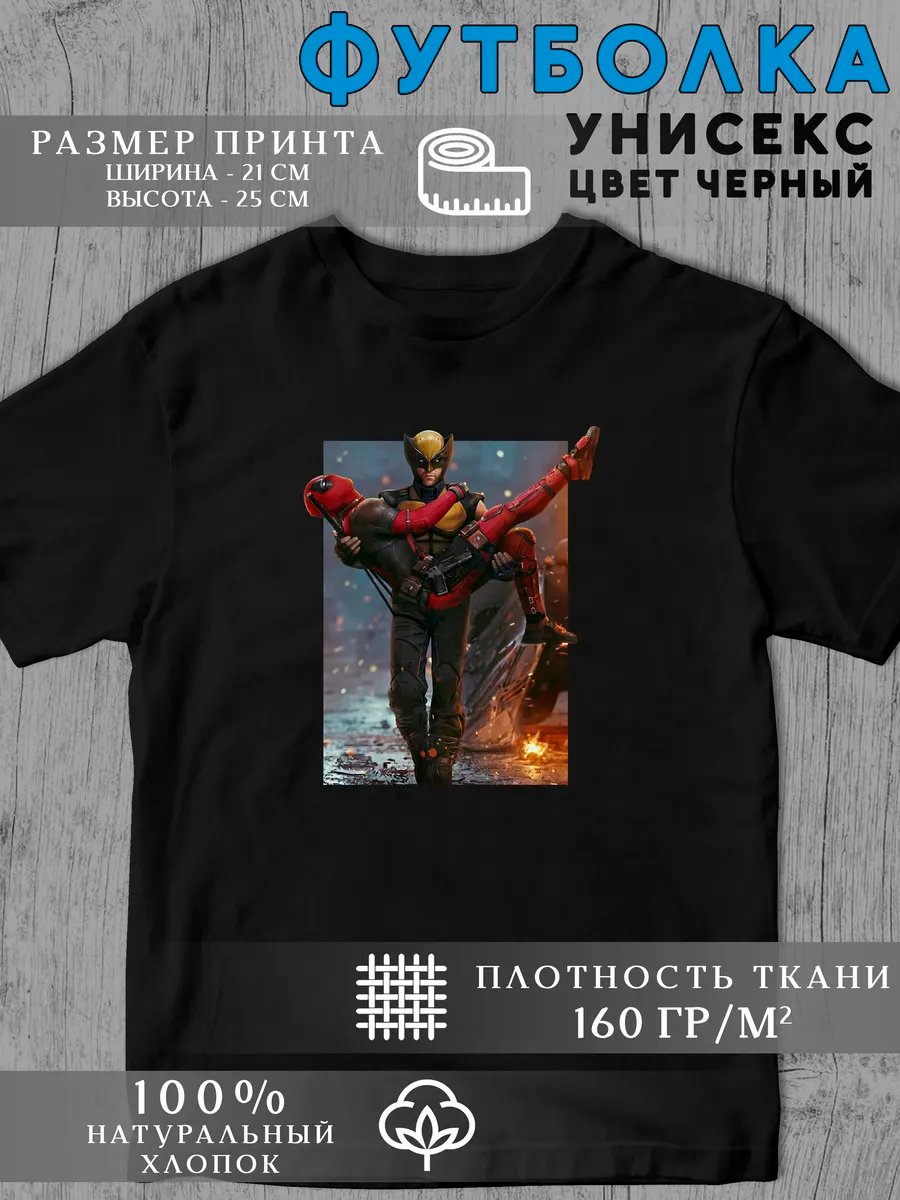 ФУТБОЛКА
УНИСЕКС
ЦВЕТ ЧЕРНЫЙ
РАЗМЕР ПРИНТА
ШИРИНА - 21 СМ
ВЫСОТА - 25 СМ
ПЛОТНОСТЬ ТКАНИ
160 ГР/М²
100%
НАТУРАЛЬНЫЙ
ХЛОПОК